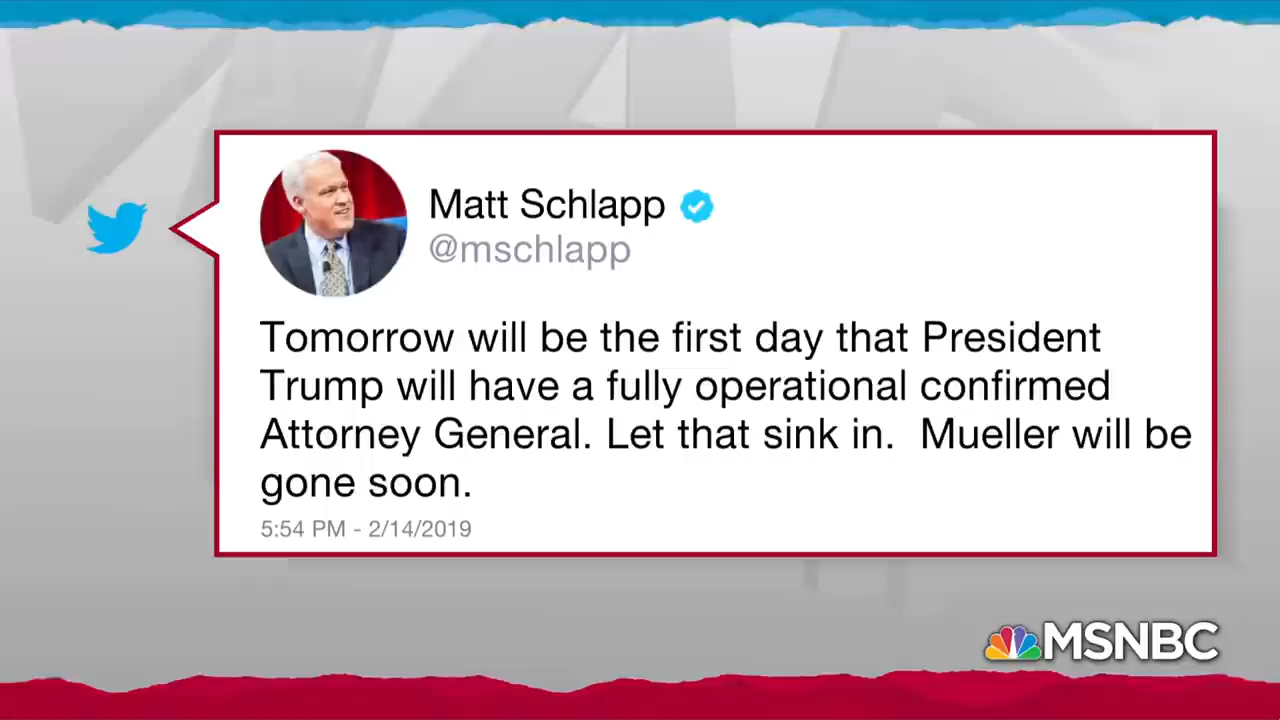 Matt Schlapp
@mschlapp
Tomorrow will be the first day that President
Trump will have a fully operational confirmed
Attorney General. Let that sink in.  Mueller will be
gone soon.
5:54 PM - 2/14/2019
MSNBC